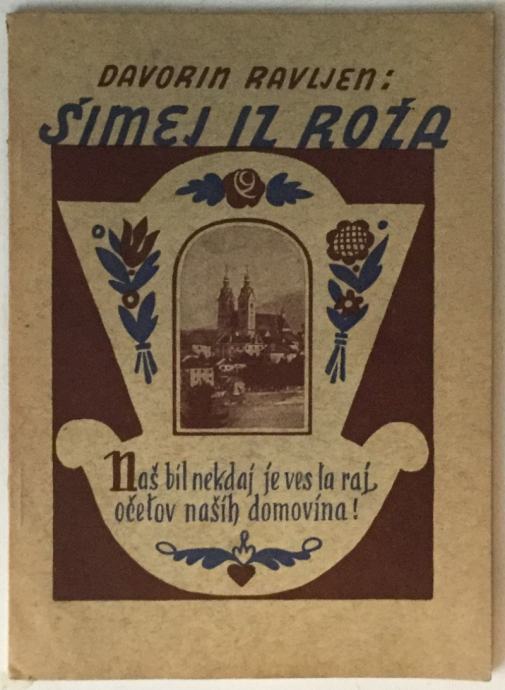 DAVORIN RAVLJEN:
ŠIMEJ IZ ROŽA
Naš bil nekdaj je ves ta raj,
očetov naših domovina!